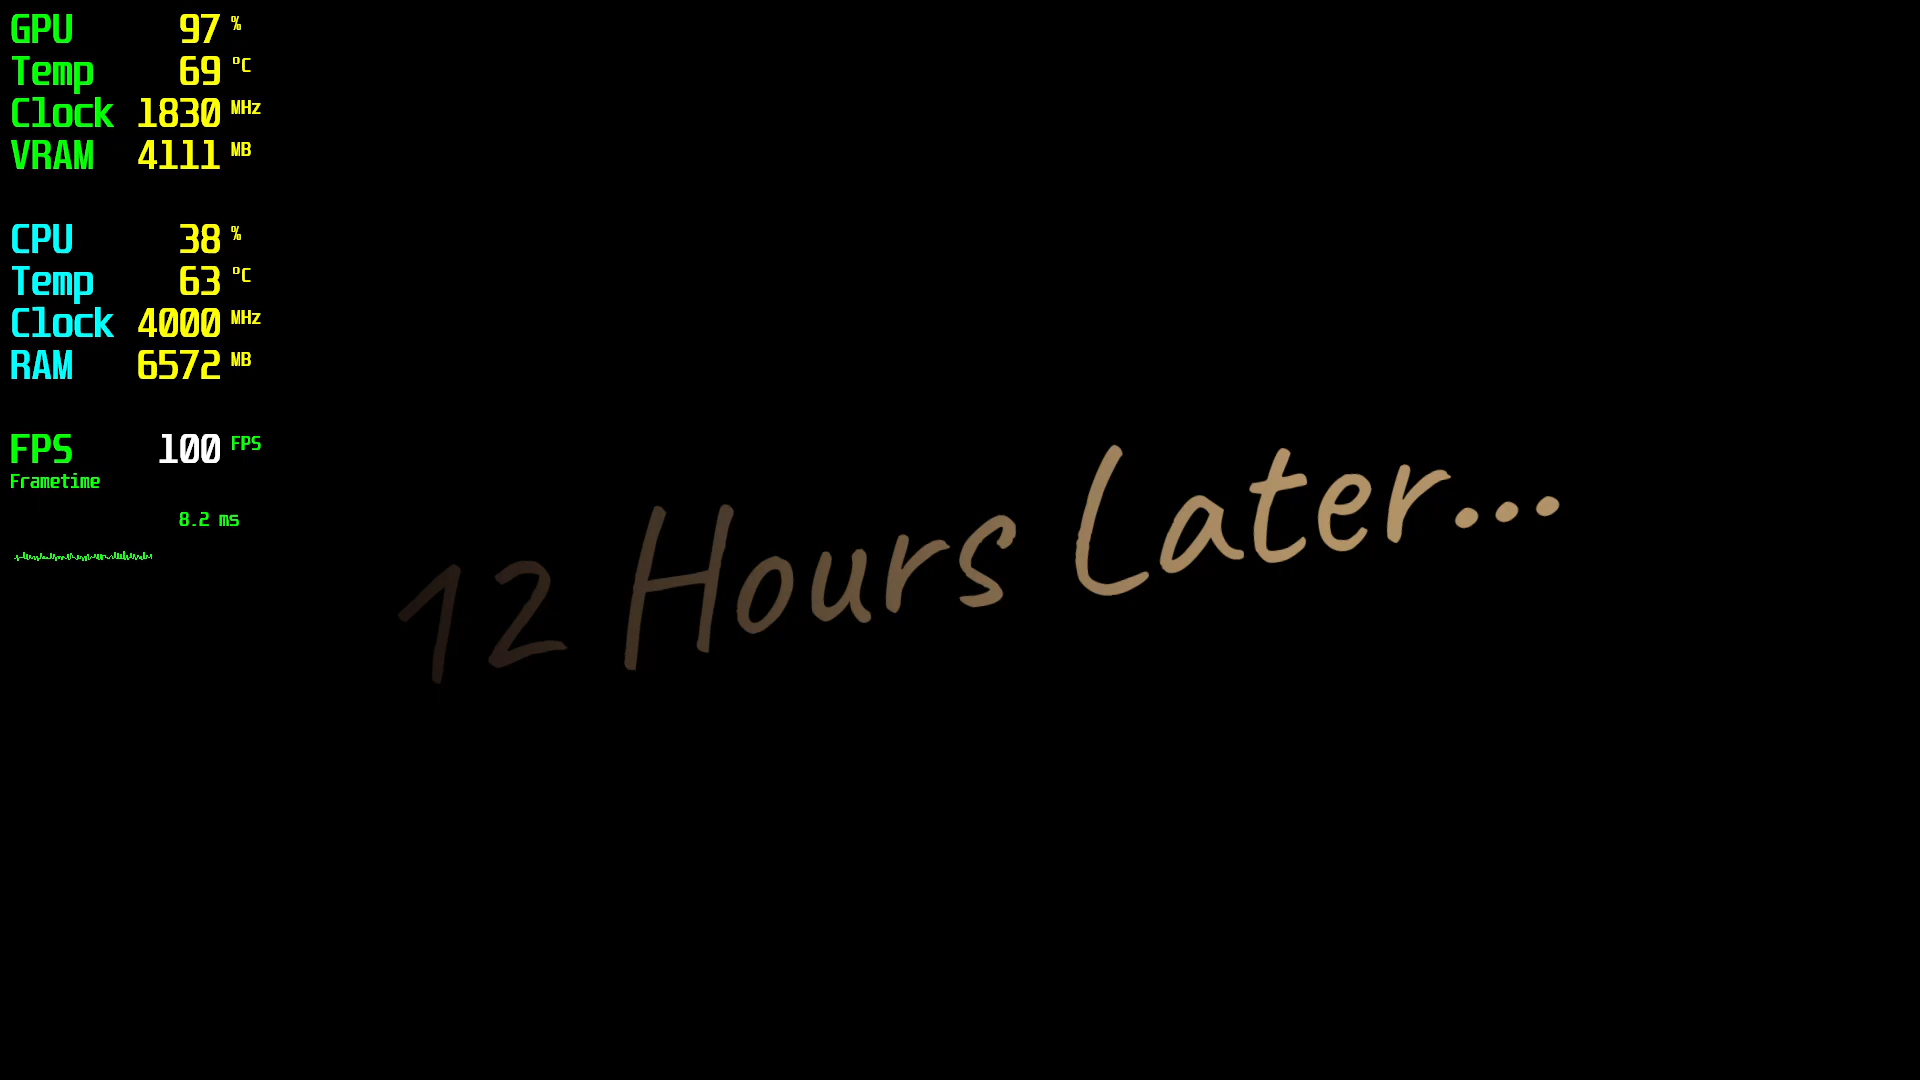 GPU 97 %
Temp 69 °C
Clock 1830 MHz
VRAM 4111 MB
CPU 38 %
Temp 63 °C
Clock 4000 MHz
RAM 6572 MB
FPS 100 FPS
Frametime
8.2 ms
12 Hours Later...